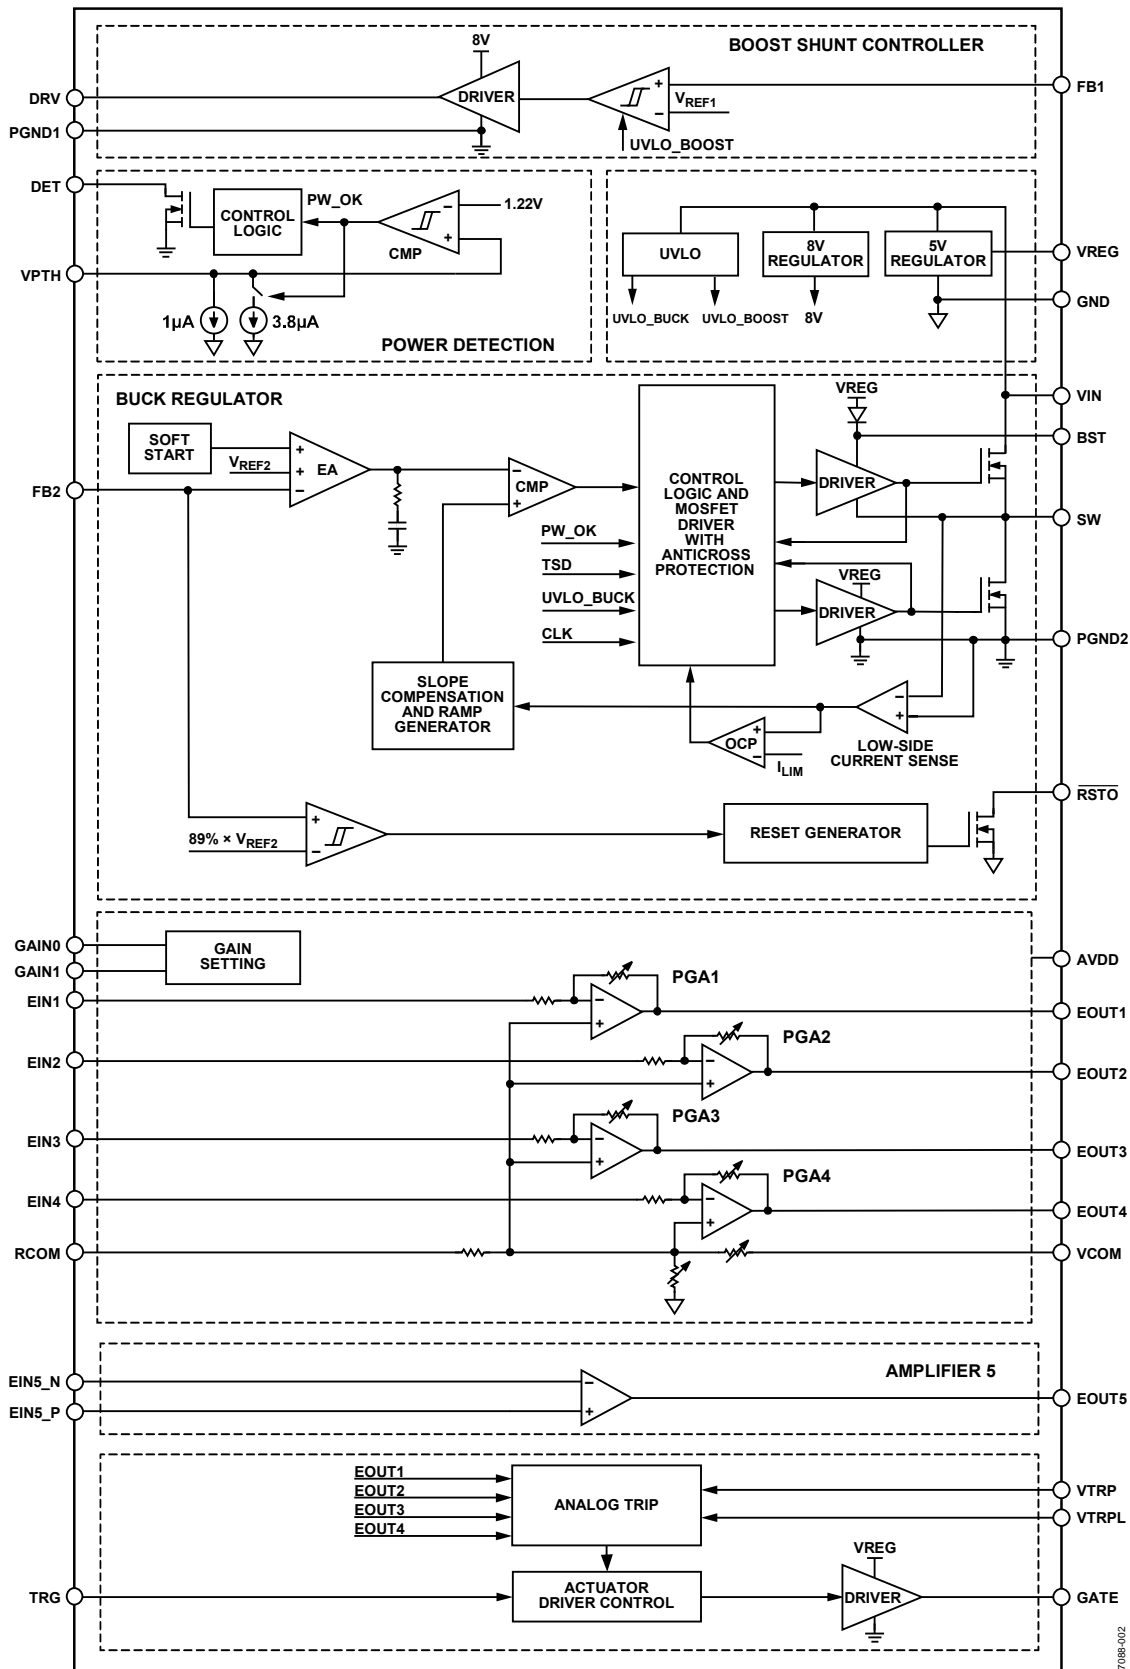 BOOST SHUNT CONTROLLER
8V
DRIVER
+
−
VREF1
UVLO_BOOST
DRV
PGND1
FB1
DET
VPTH
PW_OK
CONTROL
LOGIC
−
+
CMP
1.22V
1µA
3.8µA
POWER DETECTION
UVLO
8V
REGULATOR
5V
REGULATOR
UVLO_BUCK
UVLO_BOOST
8V
VREG
GND
VIN
BST
SW
PGND2
RSTO
BUCK REGULATOR
SOFT
START
VREF2
+
+
−
EA
FB2
−
+
CMP
PW_OK
TSD
UVLO_BUCK
CLK
CONTROL
LOGIC AND
MOSFET
DRIVER
WITH
ANTICROSS
PROTECTION
VREG
DRIVER
VREG
DRIVER
SLOPE
COMPENSATION
AND RAMP
GENERATOR
OCP
+
−
ILIM
−
+
LOW-SIDE
CURRENT SENSE
89% × VREF2
+
−
RESET GENERATOR
GAIN0
GAIN1
GAIN
SETTING
AVDD
EIN1
−
+
PGA1
EOUT1
EIN2
−
+
PGA2
EOUT2
EIN3
−
+
PGA3
EOUT3
EIN4
−
+
PGA4
EOUT4
RCOM
VCOM
AMPLIFIER 5
EIN5_N
EIN5_P
−
+
EOUT5
EOUT1
EOUT2
EOUT3
EOUT4
ANALOG TRIP
VTRP
VTRPL
TRG
ACTUATOR
DRIVER CONTROL
VREG
DRIVER
GATE
7088-002